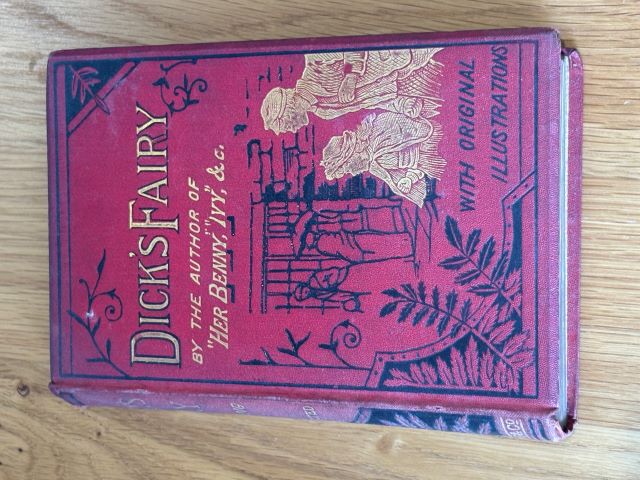 DICK'S FAIRY
BY THE AUTHOR OF
"HER BENNY," "IVY," &c.
WITH ORIGINAL
ILLUSTRATIONS